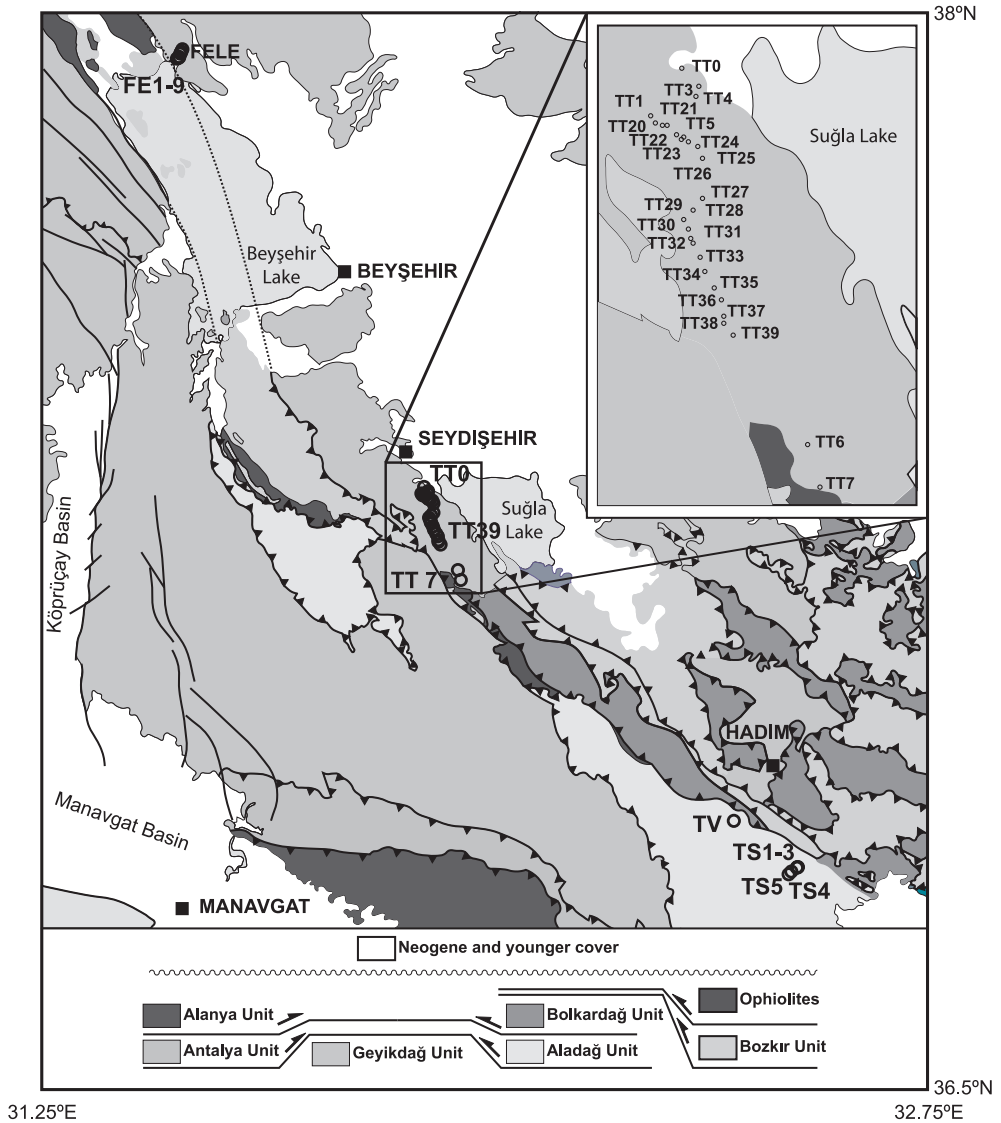 38ºN
FELE
FE1-9
Beyşehir
Lake
BEYŞEHİR
SEYDIŞEHİR
TT0
Suğla
Lake
TT39
TT 7
Köprüçay Basin
HADIM
TV
TS1-3
TS5
TS4
Manavgat Basin
MANAVGAT
TT0
TT3
TT4
TT1
TT21
TT20
TT5
TT22
TT24
TT23
TT25
TT26
Suğla Lake
TT27
TT29
TT28
TT30
TT31
TT32
TT33
TT34
TT35
TT36
TT37
TT38
TT39
TT6
TT7
Neogene and younger cover
Alanya Unit
Bolkardağ Unit
Ophiolites
Antalya Unit
Geyikdağ Unit
Aladağ Unit
Bozkır Unit
36.5ºN
31.25ºE
32.75ºE